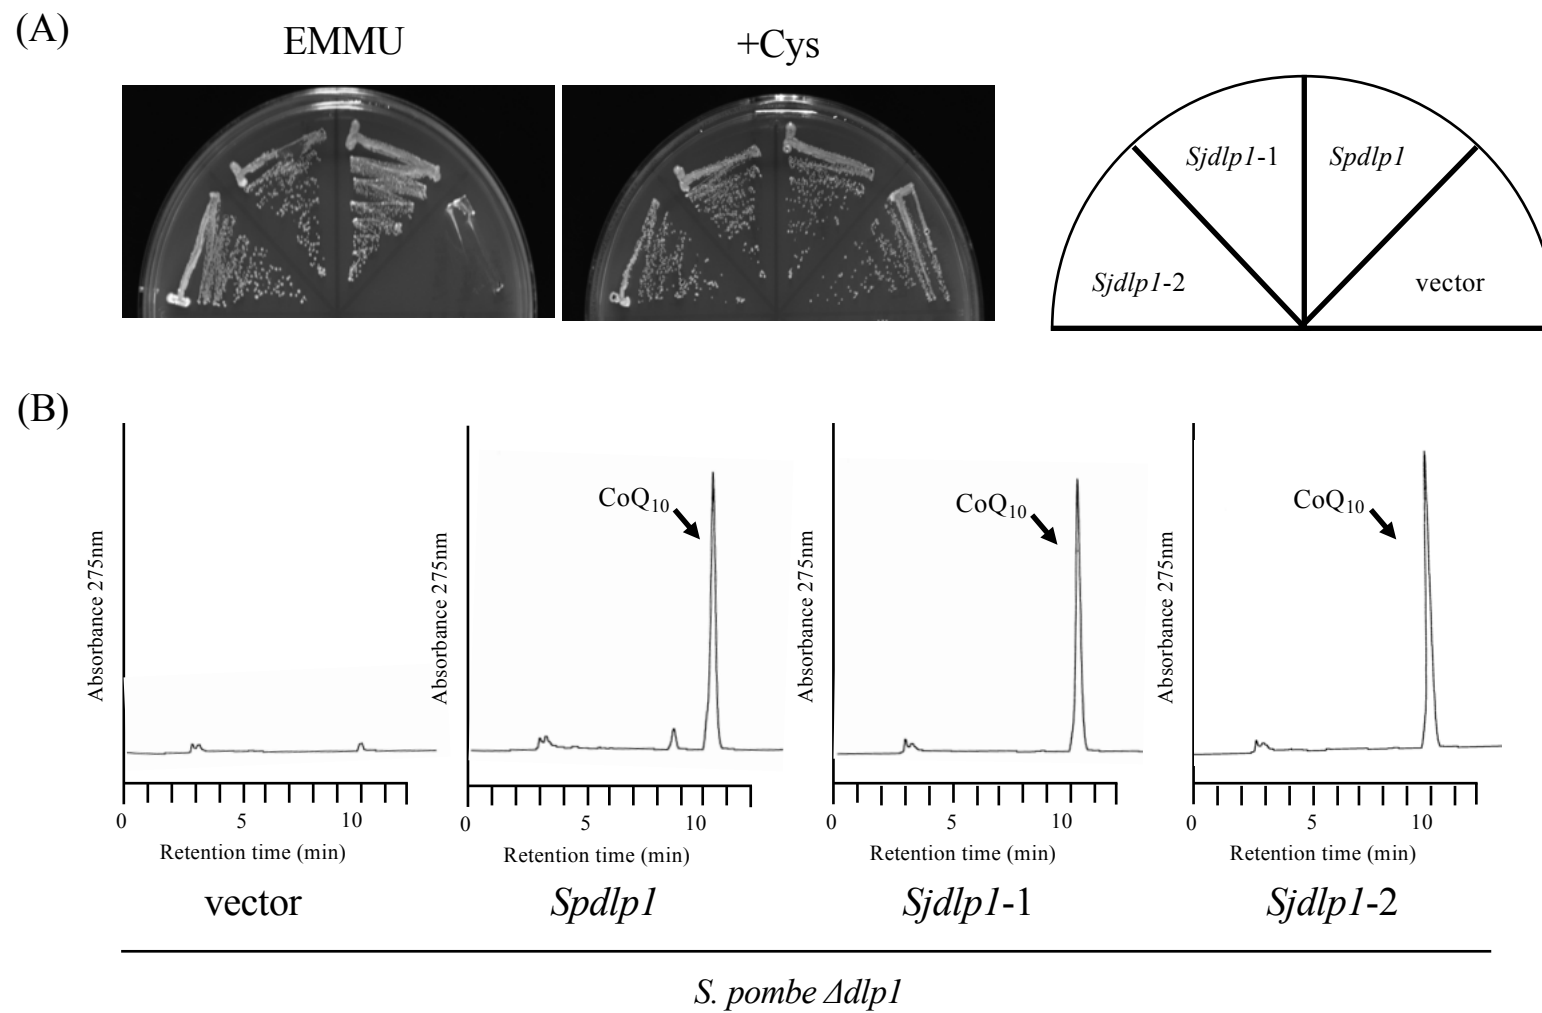 (A)
EMMU
+Cys
Sjdlp1-1
Spdlp1
Sjdlp1-2
vector
(B)
CoQ10
CoQ10
CoQ10
Absorbance 275nm
Absorbance 275nm
Absorbance 275nm
Absorbance 275nm
0 5 10
0 5 10
0 5 10
0 5 10
Retention time (min)
Retention time (min)
Retention time (min)
Retention time (min)
vector
Spdlp1
Sjdlp1-1
Sjdlp1-2
S. pombe Δdlp1